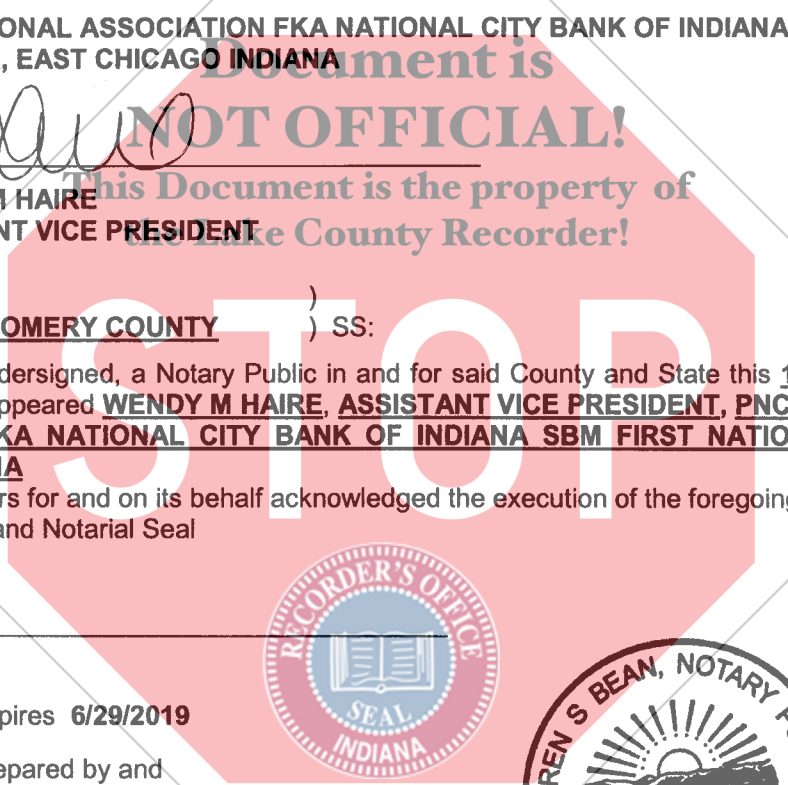 ONAL ASSOCIATION FKA NATIONAL CITY BANK OF INDIANA
, EAST CHICAGO INDIANA
Document is
NOT OFFICIAL!
This Document is the property of
the Lake County Recorder!
M HAIRE
NT VICE PRESIDENT
)
OMERY COUNTY ) SS:
STOP
dersigned, a Notary Public in and for said County and State this 1
ppeared WENDY M HAIRE, ASSISTANT VICE PRESIDENT, PNC
KA NATIONAL CITY BANK OF INDIANA SBM FIRST NATIO
IA
rs for and on its behalf acknowledged the execution of the foregoing
and Notarial Seal
RECORDER'S OFFICE
SEAL
INDIANA
pires 6/29/2019
epared by and
REN S BEAN, NOTARY P